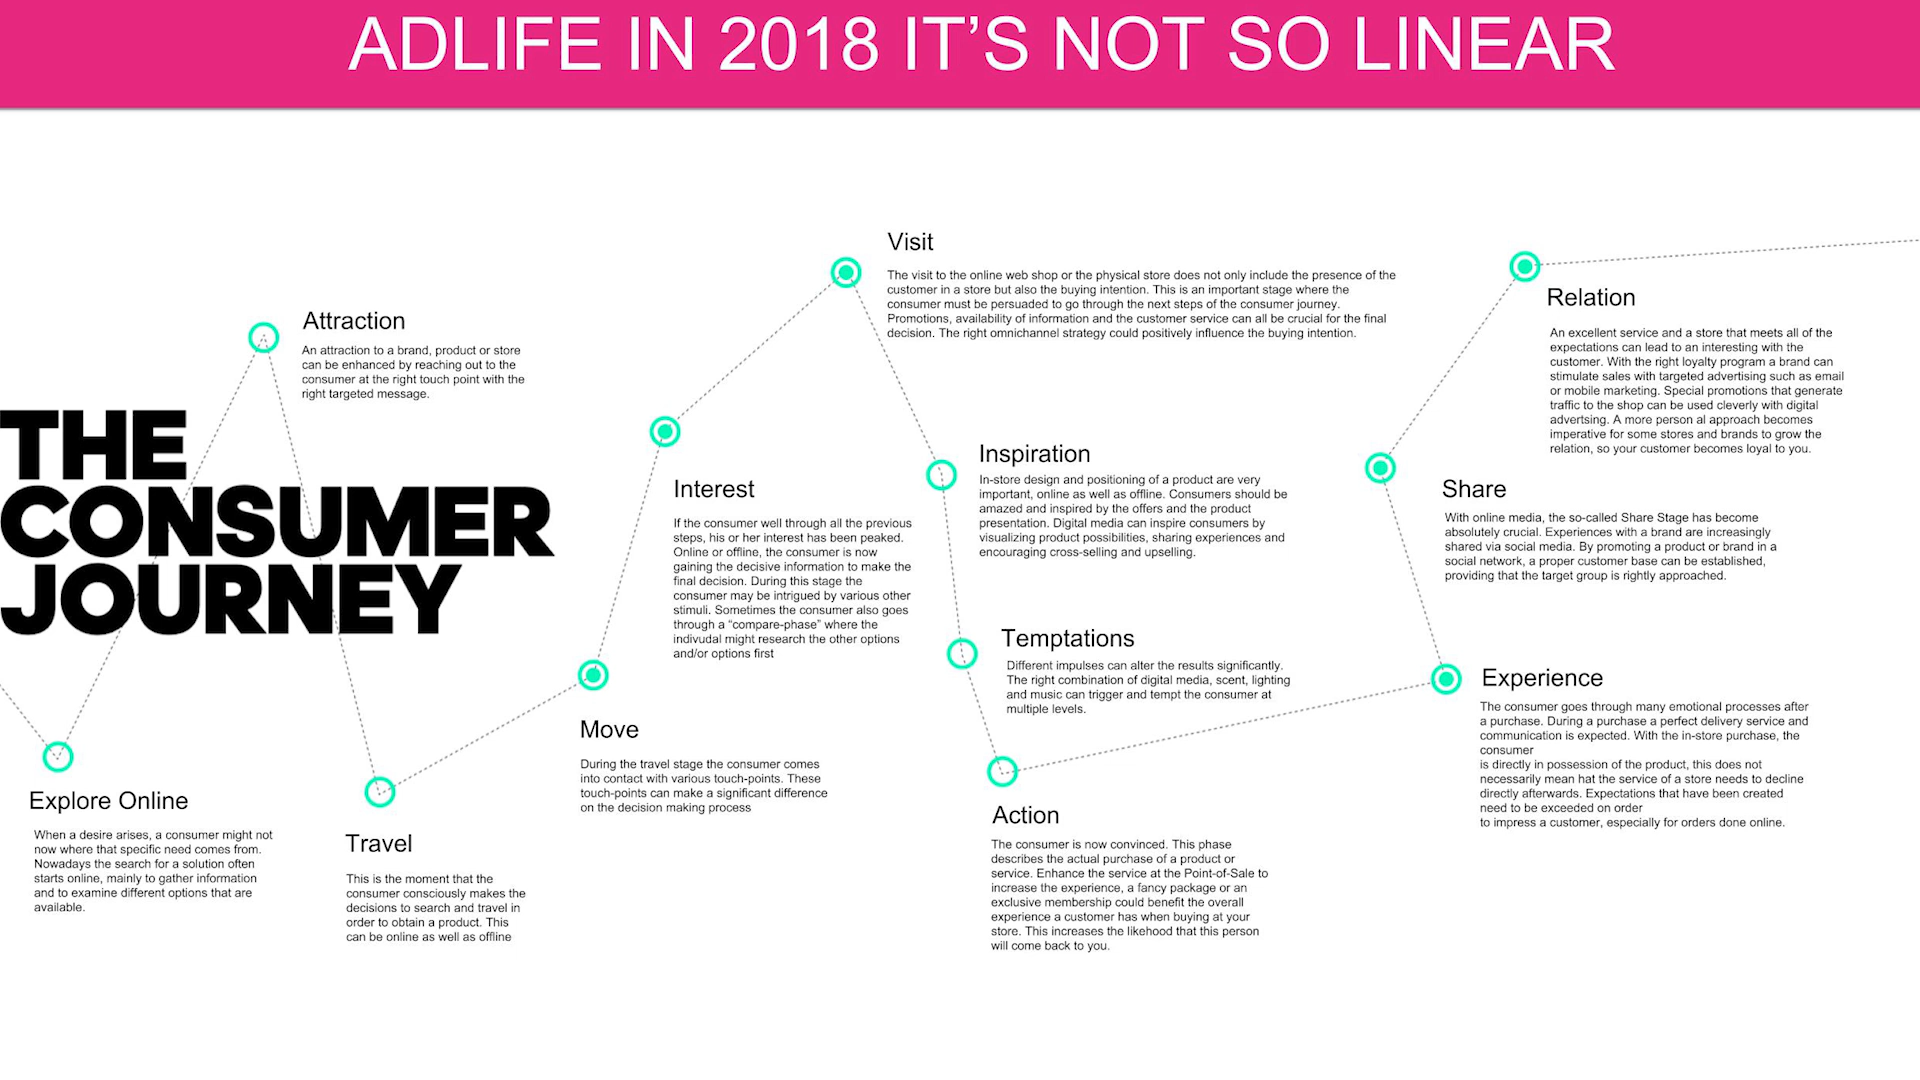 ADLIFE IN 2018 IT'S NOT SO LINEAR
THE
CONSUMER
JOURNEY
Explore Online
When a desire arises, a consumer might not
now where that specific need comes from.
Nowadays the search for a solution often
starts online, mainly to gather information
and to examine different options that are
available.
Attraction
An attraction to a brand, product or store
can be enhanced by reaching out to the
consumer at the right touch point with the
right targeted message.
Travel
This is the moment that the
consumer consciously makes the
decisions to search and travel in
order to obtain a product. This
can be online as well as offline
Move
During the travel stage the consumer comes
into contact with various touch-points. These
touch-points can make a significant difference
on the decision making process
Interest
If the consumer well through all the previous
steps, his or her interest has been peaked.
Online or offline, the consumer is now
gaining the decisive information to make the
final decision. During this stage the
consumer may be intrigued by various other
stimuli. Sometimes the consumer also goes
through a “compare-phase” where the
indivudal might research the other options
and/or options first
Visit
The visit to the online web shop or the physical store does not only include the presence of the
customer in a store but also the buying intention. This is an important stage where the
consumer must be persuaded to go through the next steps of the consumer journey.
Promotions, availability of information and the customer service can all be crucial for the final
decision. The right omnichannel strategy could positively influence the buying intention.
Inspiration
In-store design and positioning of a product are very
important, online as well as offline. Consumers should be
amazed and inspired by the offers and the product
presentation. Digital media can inspire consumers by
visualizing product possibilities, sharing experiences and
encouraging cross-selling and upselling.
Temptations
Different impulses can alter the results significantly.
The right combination of digital media, scent, lighting
and music can trigger and tempt the consumer at
multiple levels.
Action
The consumer is now convinced. This phase
describes the actual purchase of a product or
service. Enhance the service at the Point-of-Sale to
increase the experience, a fancy package or an
exclusive membership could benefit the overall
experience a customer has when buying at your
store. This increases the likehood that this person
will come back to you.
Experience
The consumer goes through many emotional processes after
a purchase. During a purchase a perfect delivery service and
communication is expected. With the in-store purchase, the
consumer
is directly in possession of the product, this does not
necessarily mean hat the service of a store needs to decline
directly afterwards. Expectations that have been created
need to be exceeded on order
to impress a customer, especially for orders done online.
Share
With online media, the so-called Share Stage has become
absolutely crucial. Experiences with a brand are increasingly
shared via social media. By promoting a product or brand in a
social network, a proper customer base can be established,
providing that the target group is rightly approached.
Relation
An excellent service and a store that meets all of the
expectations can lead to an interesting with the
customer. With the right loyalty program a brand can
stimulate sales with targeted advertising such as email
or mobile marketing. Special promotions that generate
traffic to the shop can be used cleverly with digital
advertsing. A more person al approach becomes
imperative for some stores and brands to grow the
relation, so your customer becomes loyal to you.